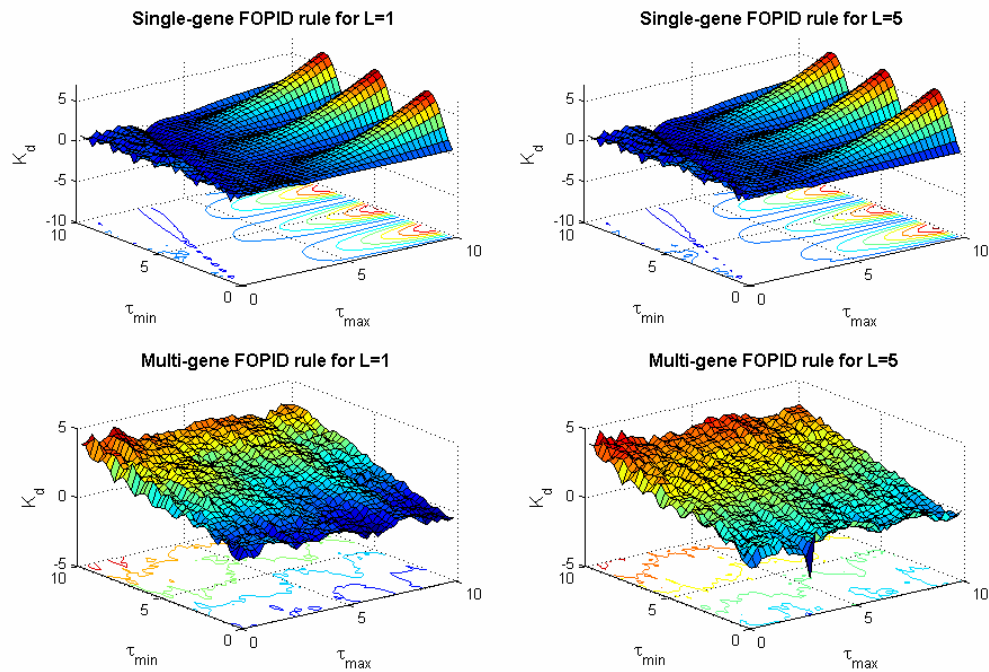 Single-gene FOPID rule for L=1
5
0
-5
-10
K_d
10
5
0
τ_min
0
5
10
τ_max
Single-gene FOPID rule for L=5
5
0
-5
-10
K_d
10
5
0
τ_min
0
5
10
τ_max
Multi-gene FOPID rule for L=1
5
0
-5
K_d
10
5
0
τ_min
0
5
10
τ_max
Multi-gene FOPID rule for L=5
5
0
-5
K_d
10
5
0
τ_min
0
5
10
τ_max